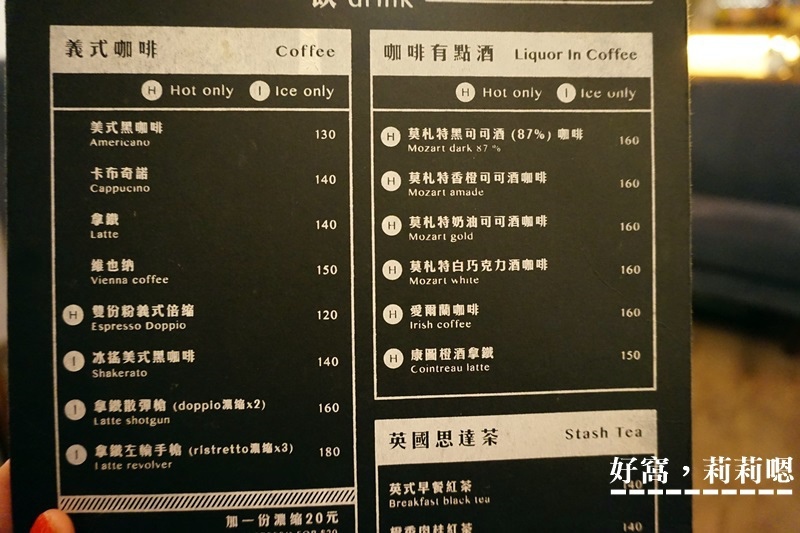 飲 drink
義式咖啡 Coffee
H Hot only I Ice only
美式黑咖啡 130
Americano
卡布奇諾 140
Cappucino
拿鐵 140
Latte
維也納 150
Vienna coffee
H 雙份粉義式倍縮 120
Espresso Doppio
I 冰搖美式黑咖啡 140
Shakerato
I 拿鐵散彈槍 (doppio濃縮x2) 160
Latte shotgun
I 拿鐵左輪手槍 (ristretto濃縮x3) 180
Latte revolver
加一份濃縮20元
咖啡有點酒 Liquor In Coffee
H Hot only I Ice only
H 莫札特黑可可酒 (87%) 咖啡 160
Mozart dark 87 %
H 莫札特香橙可可酒咖啡 160
Mozart amade
H 莫札特奶油可可酒咖啡 160
Mozart gold
H 莫札特白巧克力酒咖啡 160
Mozart white
H 愛爾蘭咖啡 160
Irish coffee
H 康圖橙酒拿鐵 150
Cointreau latte
英國思達茶 Stash Tea
英式早餐紅茶 140
Breakfast black tea
橙香肉桂紅茶 140
好窩，莉莉嗯